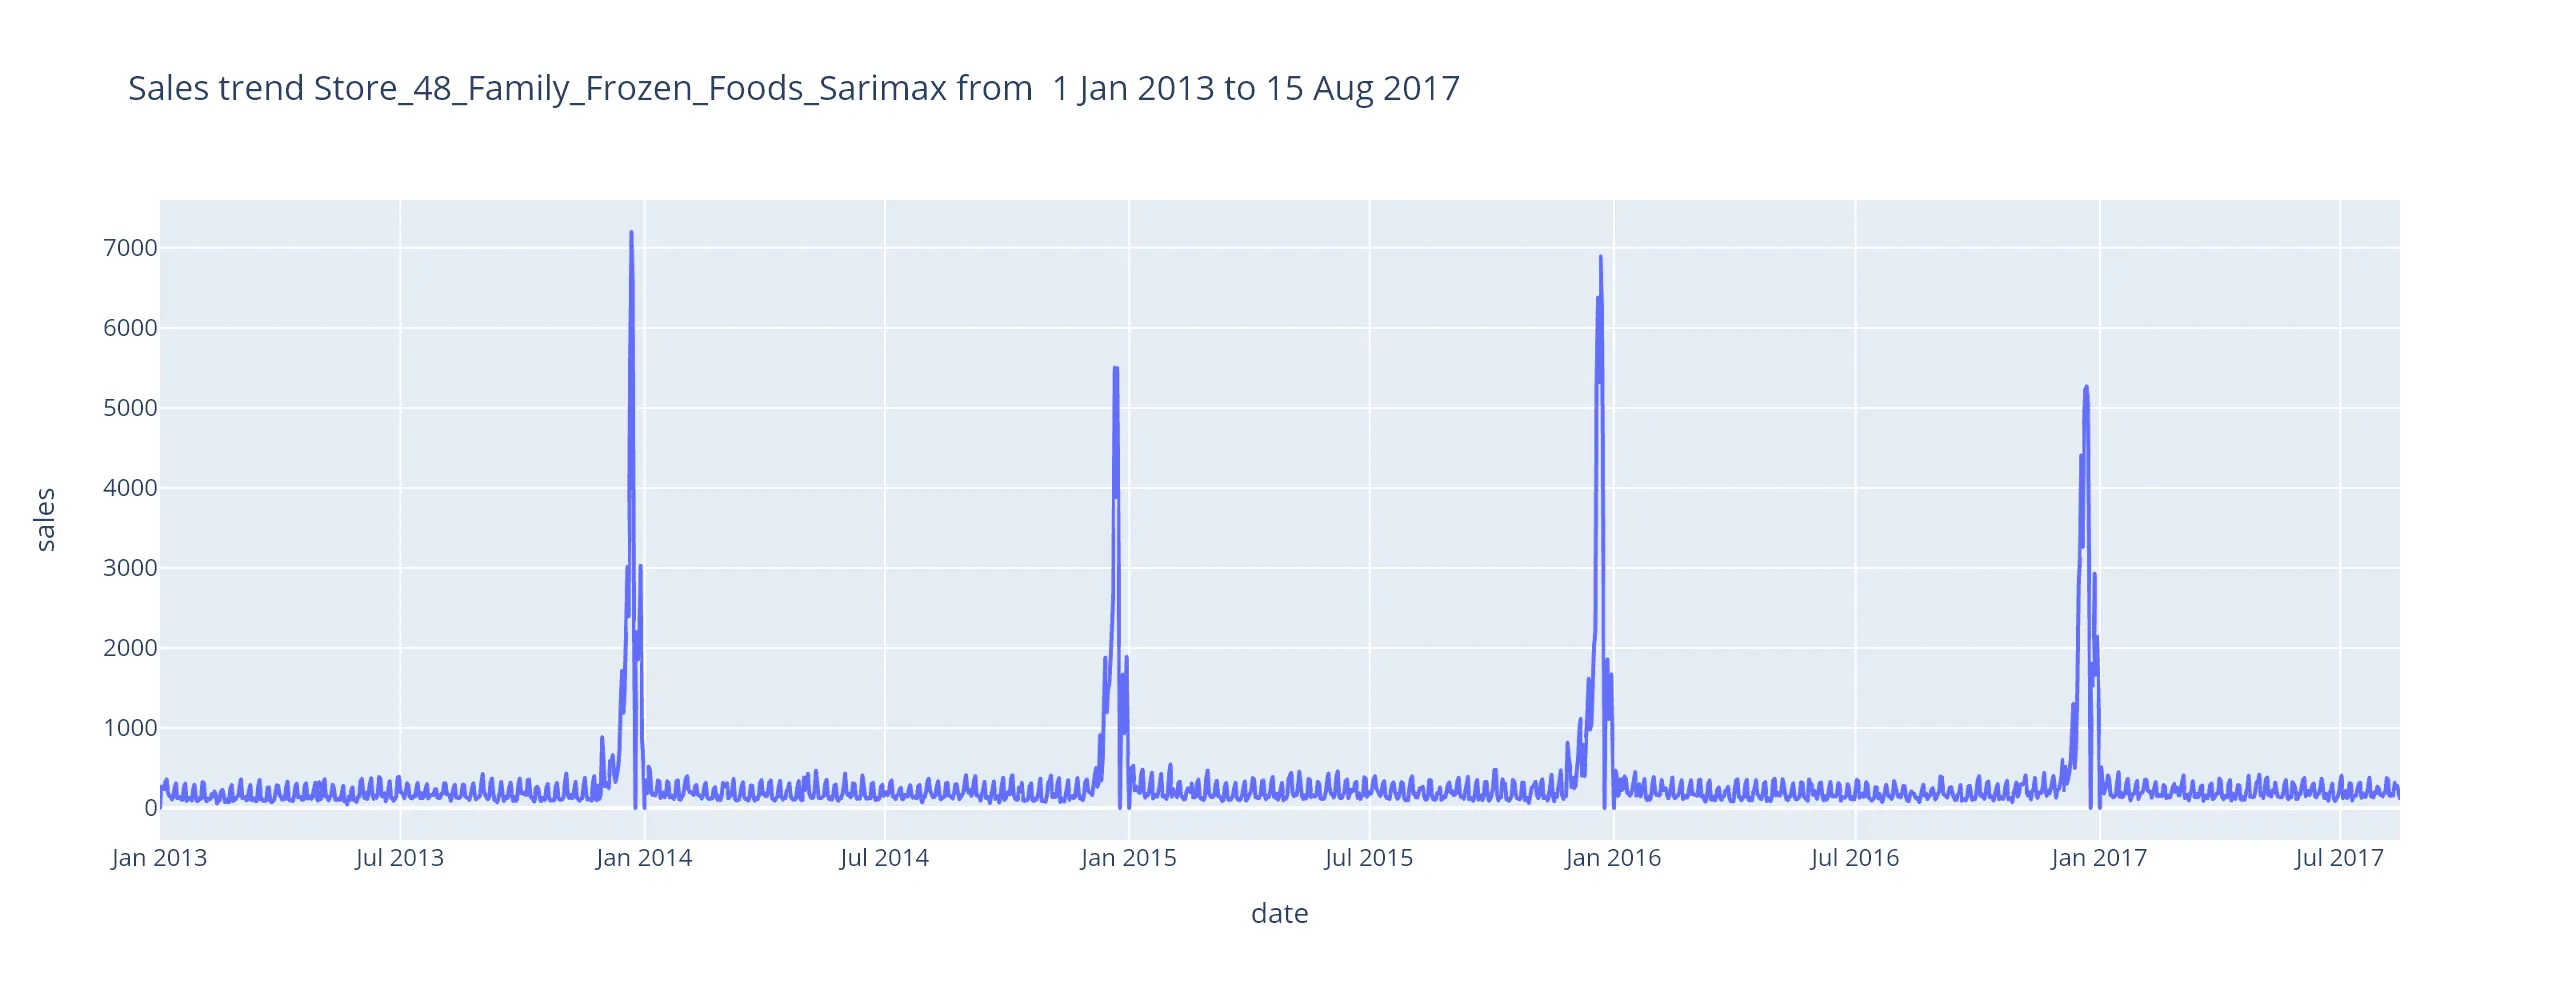 Sales trend Store_48_Family_Frozen_Foods_Sarimax from  1 Jan 2013 to 15 Aug 2017
7000
6000
5000
4000
3000
2000
1000
0
sales
Jan 2013 Jul 2013 Jan 2014 Jul 2014 Jan 2015 Jul 2015 Jan 2016 Jul 2016 Jan 2017 Jul 2017
date